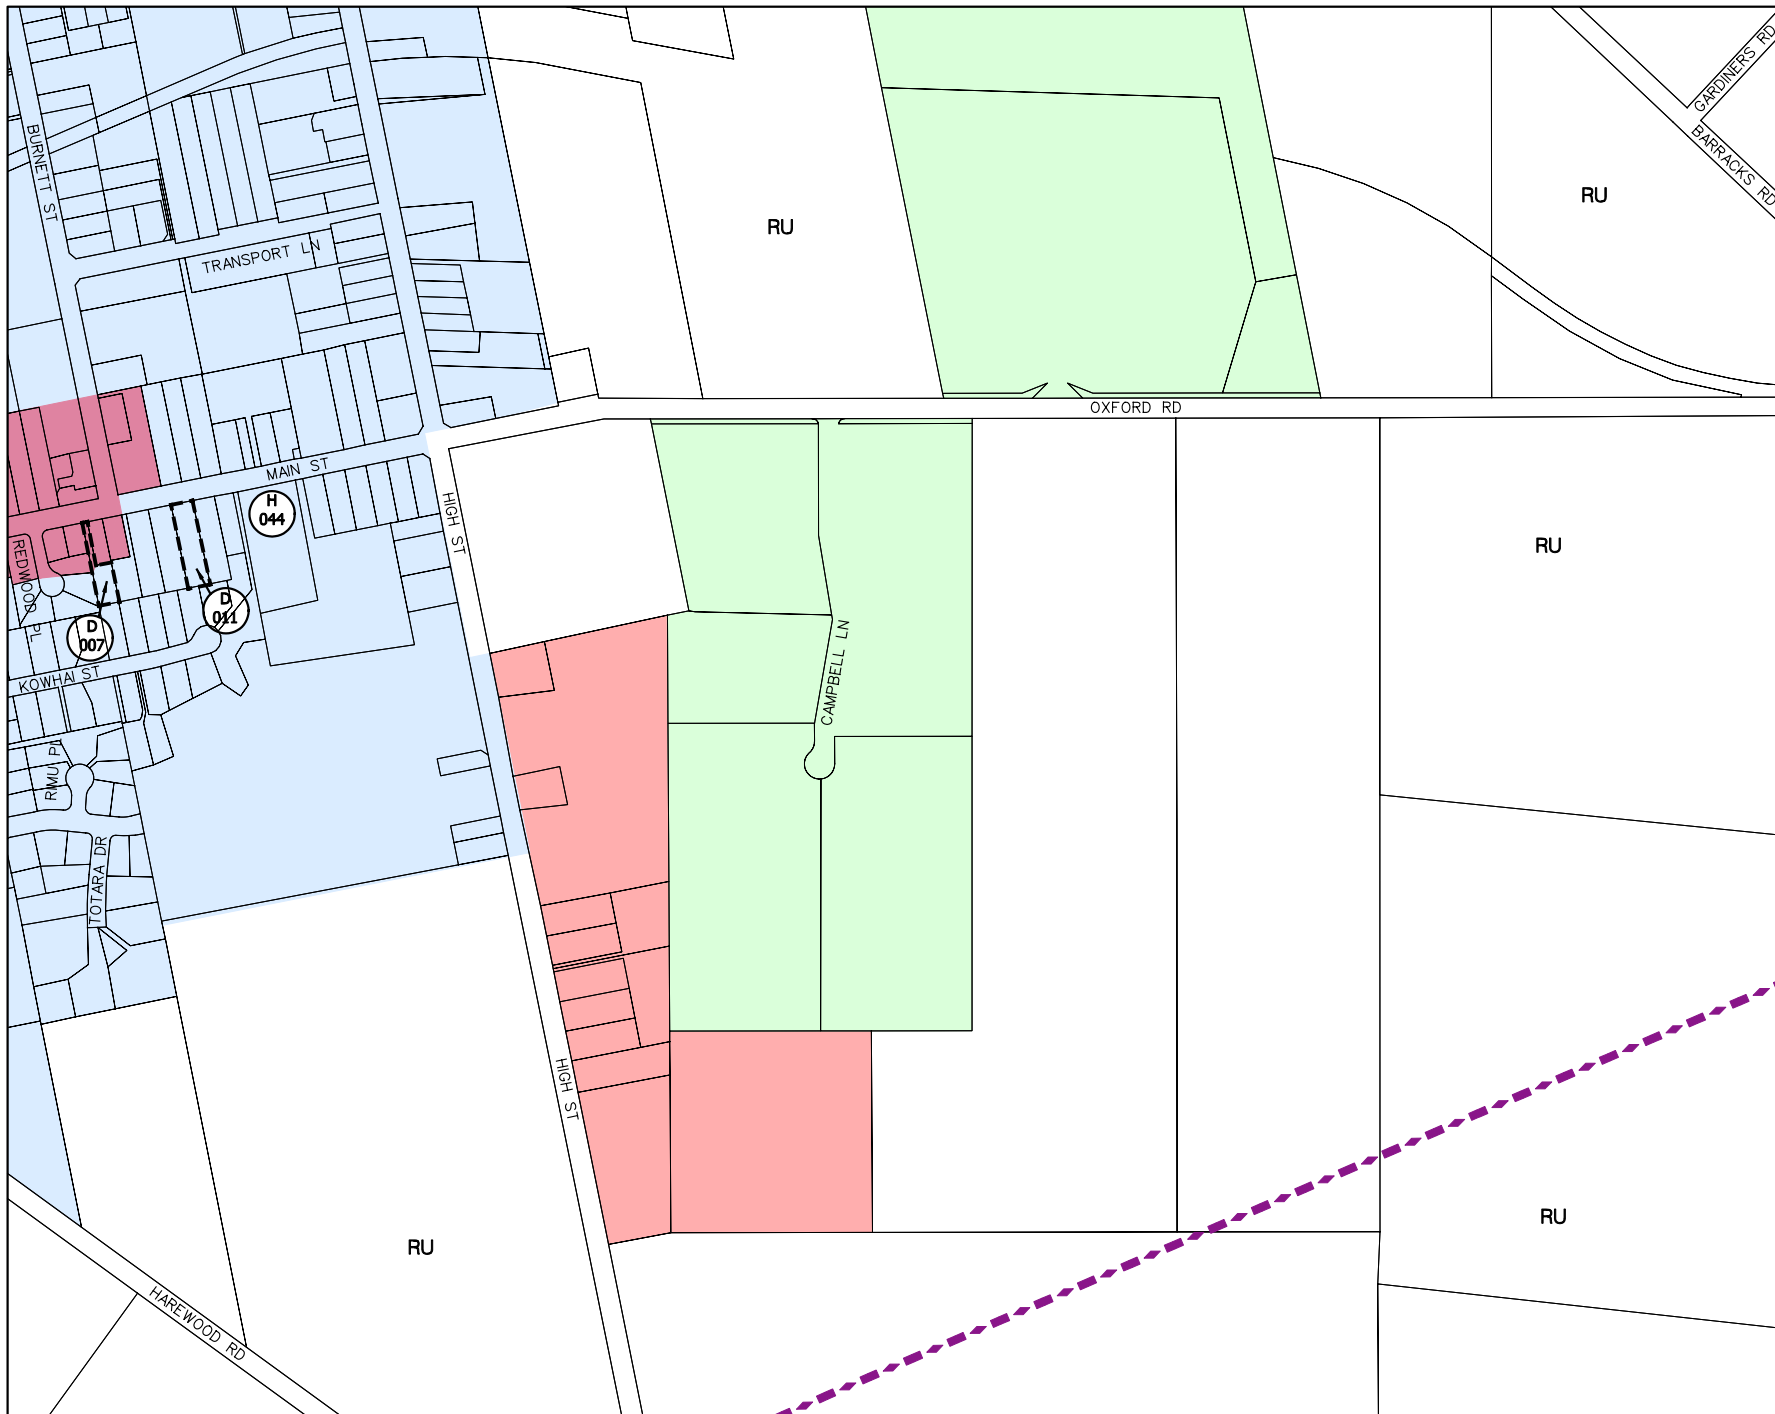 GARDINERS RD
BARRACKS RD
BURNETT ST
RU
RU
TRANSPORT LN
OXFORD RD
MAIN ST
H
044
HIGH ST
RU
REDWOOD PL
D
011
D
007
KOWHAI ST
CAMPBELL LN
RIMU PL
TOTARA DR
HIGH ST
RU
RU
HAREWOOD RD